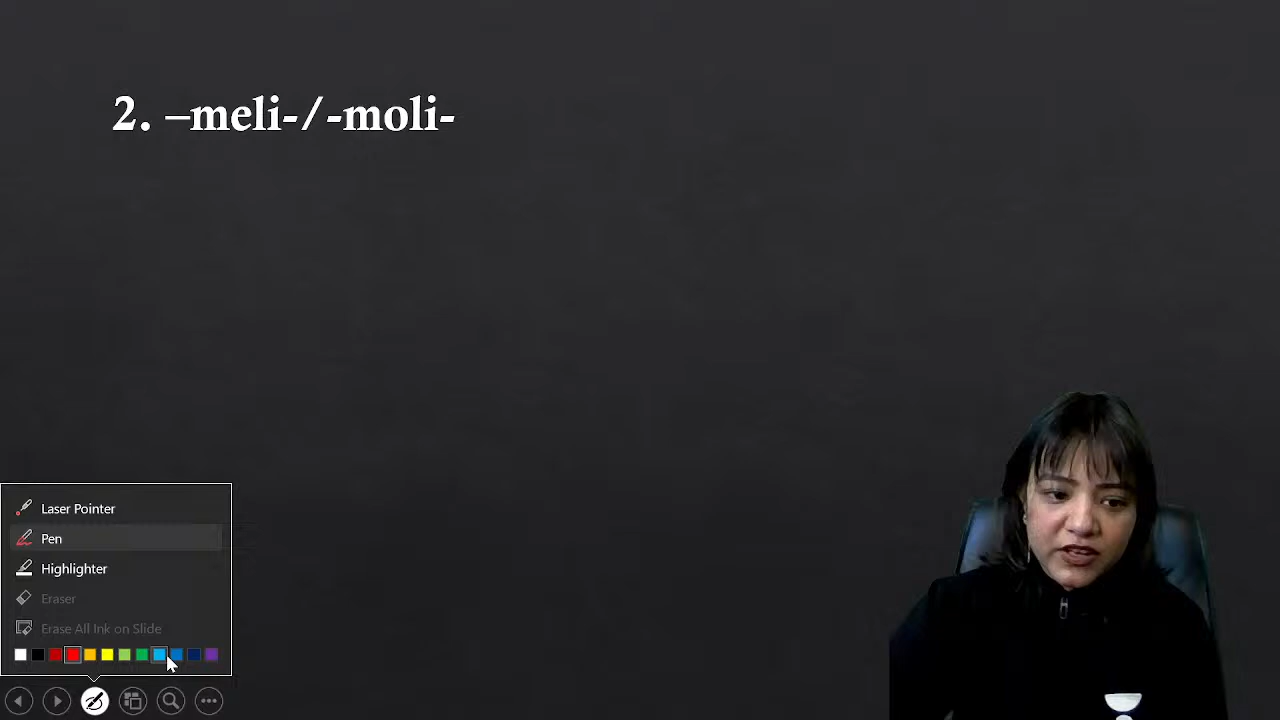 2. –meli-/-moli-
Laser Pointer
Pen
Highlighter
Eraser
Erase All Ink on Slide